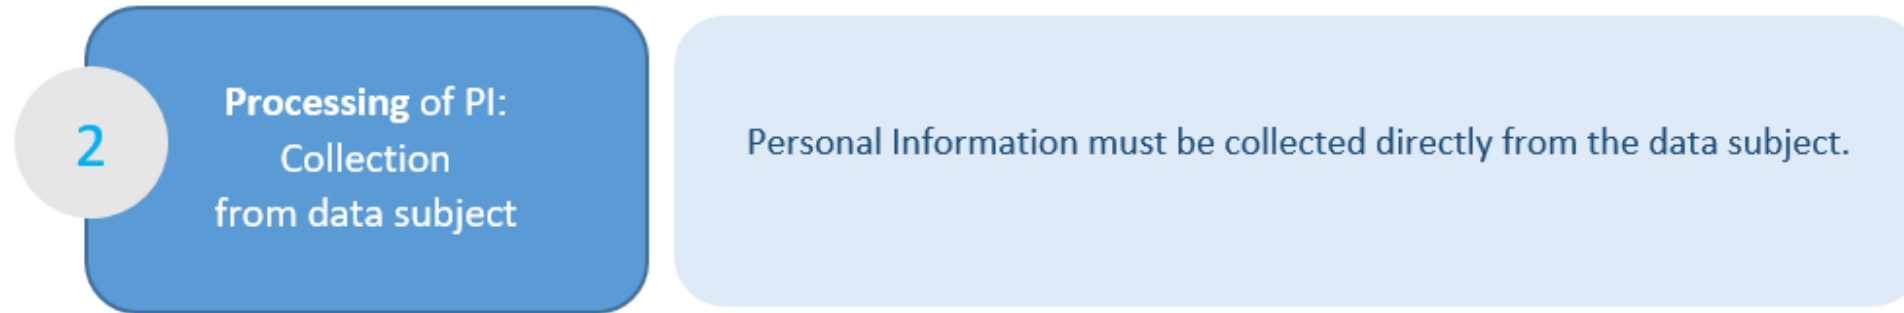 2
Processing of PI:
Collection
from data subject
Personal Information must be collected directly from the data subject.